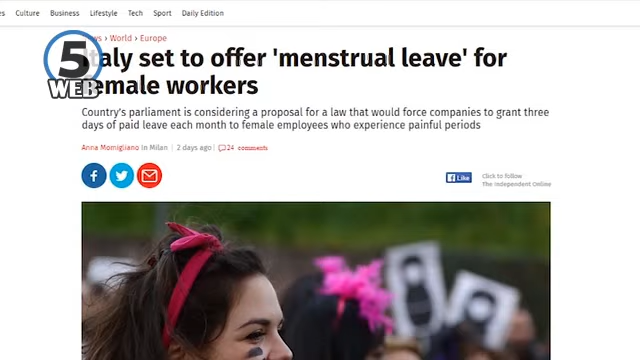 Culture Business Lifestyle Tech Sport Daily Edition
› World › Europe
5
WEB
Italy set to offer 'menstrual leave' for
female workers
Country's parliament is considering a proposal for a law that would force companies to grant three
days of paid leave each month to female employees who experience painful periods
Anna Momigliano in Milan | 2 days ago | 24 comments
Like
Click to follow
The Independent Online